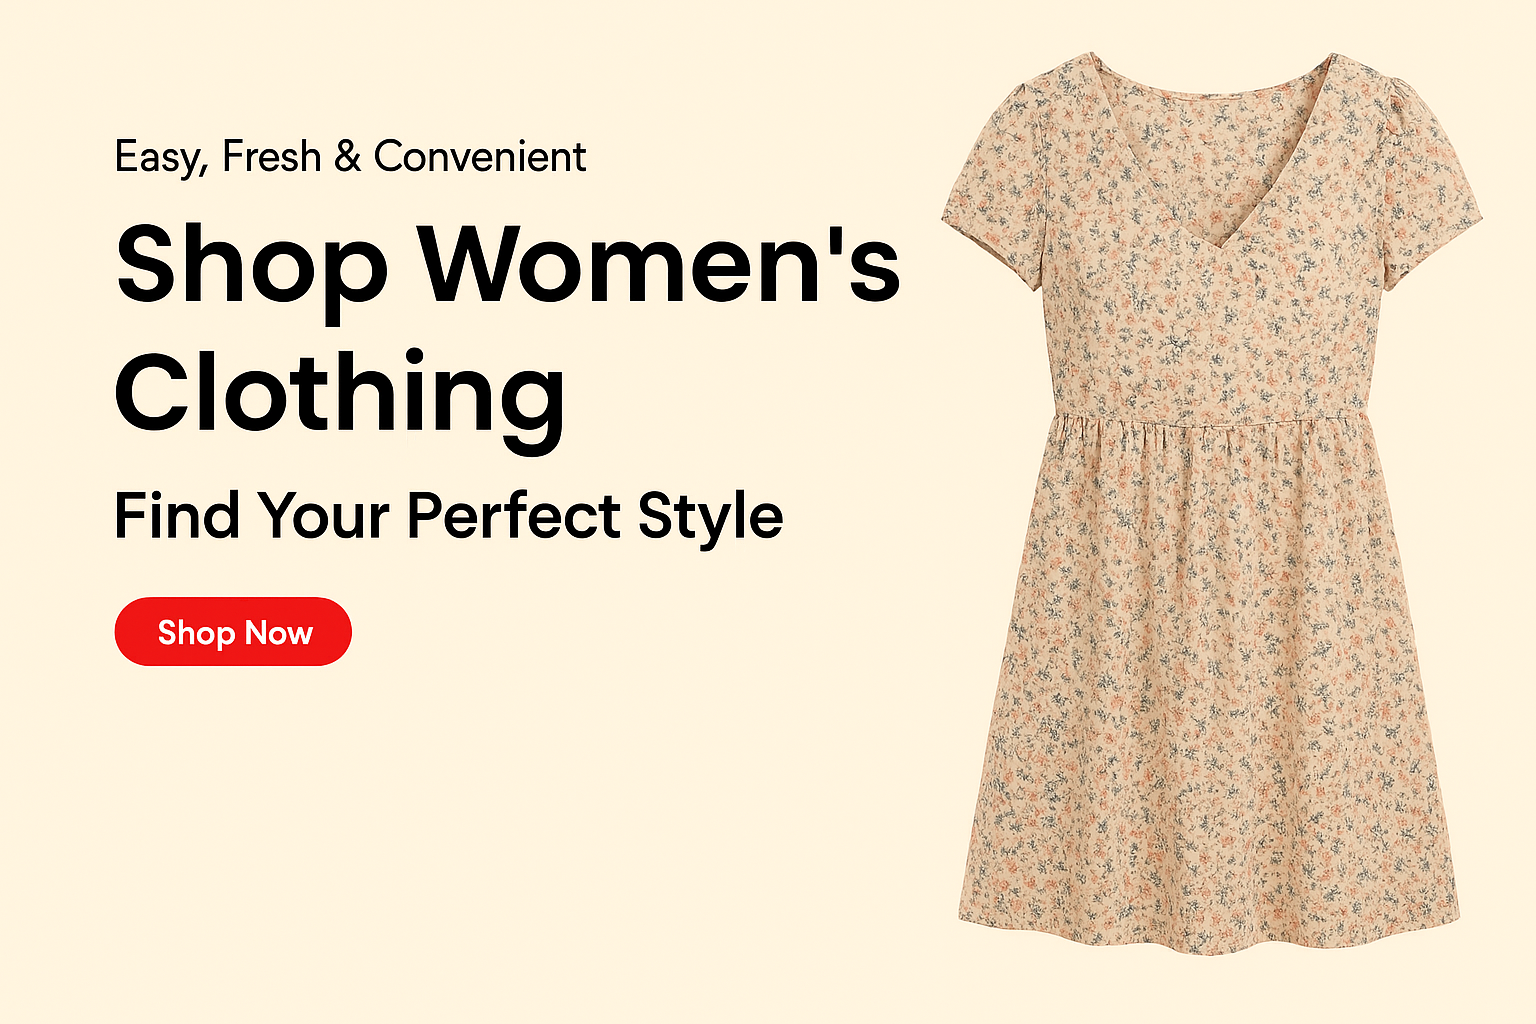 Easy, Fresh & Convenient
Shop Women's
Clothing
Find Your Perfect Style
Shop Now